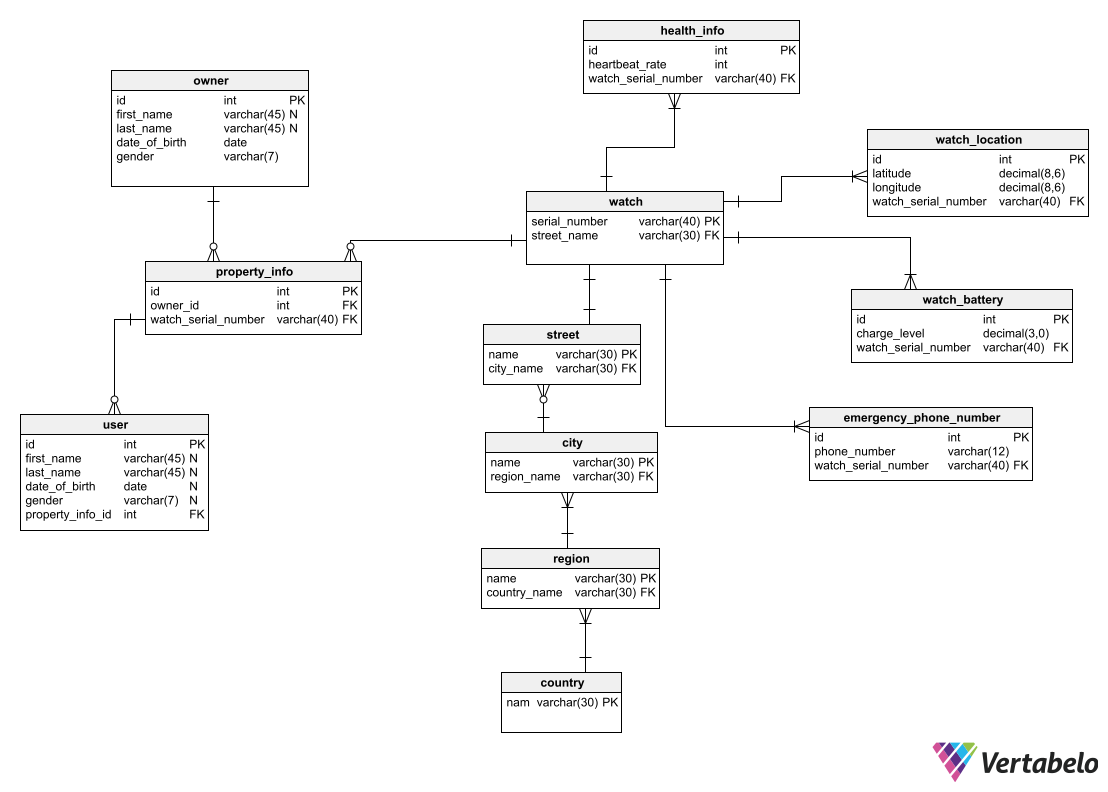 health_info
id int PK
heartbeat_rate int
watch_serial_number varchar(40) FK
owner
id int PK
first_name varchar(45) N
last_name varchar(45) N
date_of_birth date
gender varchar(7)
watch_location
id int PK
latitude decimal(8,6)
longitude decimal(8,6)
watch_serial_number varchar(40) FK
watch
serial_number varchar(40) PK
street_name varchar(30) FK
property_info
id int PK
owner_id int FK
watch_serial_number varchar(40) FK
watch_battery
id int PK
charge_level decimal(3,0)
watch_serial_number varchar(40) FK
street
name varchar(30) PK
city_name varchar(30) FK
user
id int PK
first_name varchar(45) N
last_name varchar(45) N
date_of_birth date N
gender varchar(7) N
property_info_id int FK
emergency_phone_number
id int PK
phone_number varchar(12)
watch_serial_number varchar(40) FK
city
name varchar(30) PK
region_name varchar(30) FK
region
name varchar(30) PK
country_name varchar(30) FK
country
nam varchar(30) PK
Vertabelo